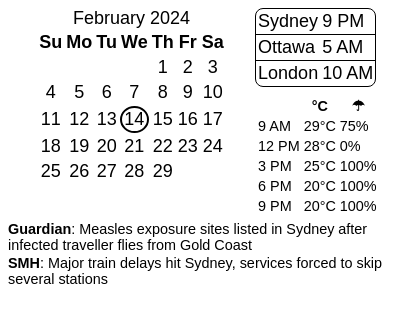 February 2024
Su Mo Tu We Th Fr Sa
1 2 3
4 5 6 7 8 9 10
11 12 13 14 15 16 17
18 19 20 21 22 23 24
25 26 27 28 29
Sydney 9 PM
Ottawa 5 AM
London 10 AM
°C ☂
9 AM 29°C 75%
12 PM 28°C 0%
3 PM 25°C 100%
6 PM 20°C 100%
9 PM 20°C 100%
Guardian: Measles exposure sites listed in Sydney after
infected traveller flies from Gold Coast
SMH: Major train delays hit Sydney, services forced to skip
several stations